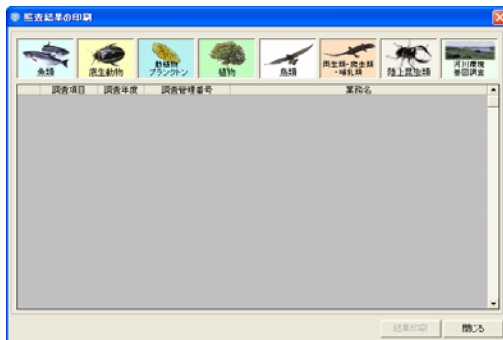 監査結果の印刷
魚類
底生動物
動植物
プランクトン
植物
鳥類
両生類・爬虫類
・哺乳類
陸上昆虫類
河川環境
基図調査
調査項目 調査年度 調査管理番号 業務名
結果印刷 閉じる